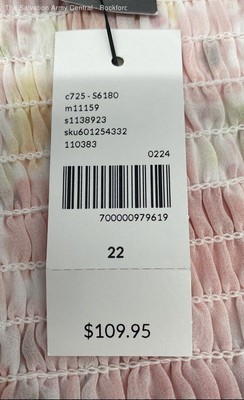 The Salvation Army Central - Rockford
c725 - S6180
m11159
s1138923
sku601254332
110383
0224
700000979619
22
$109.95